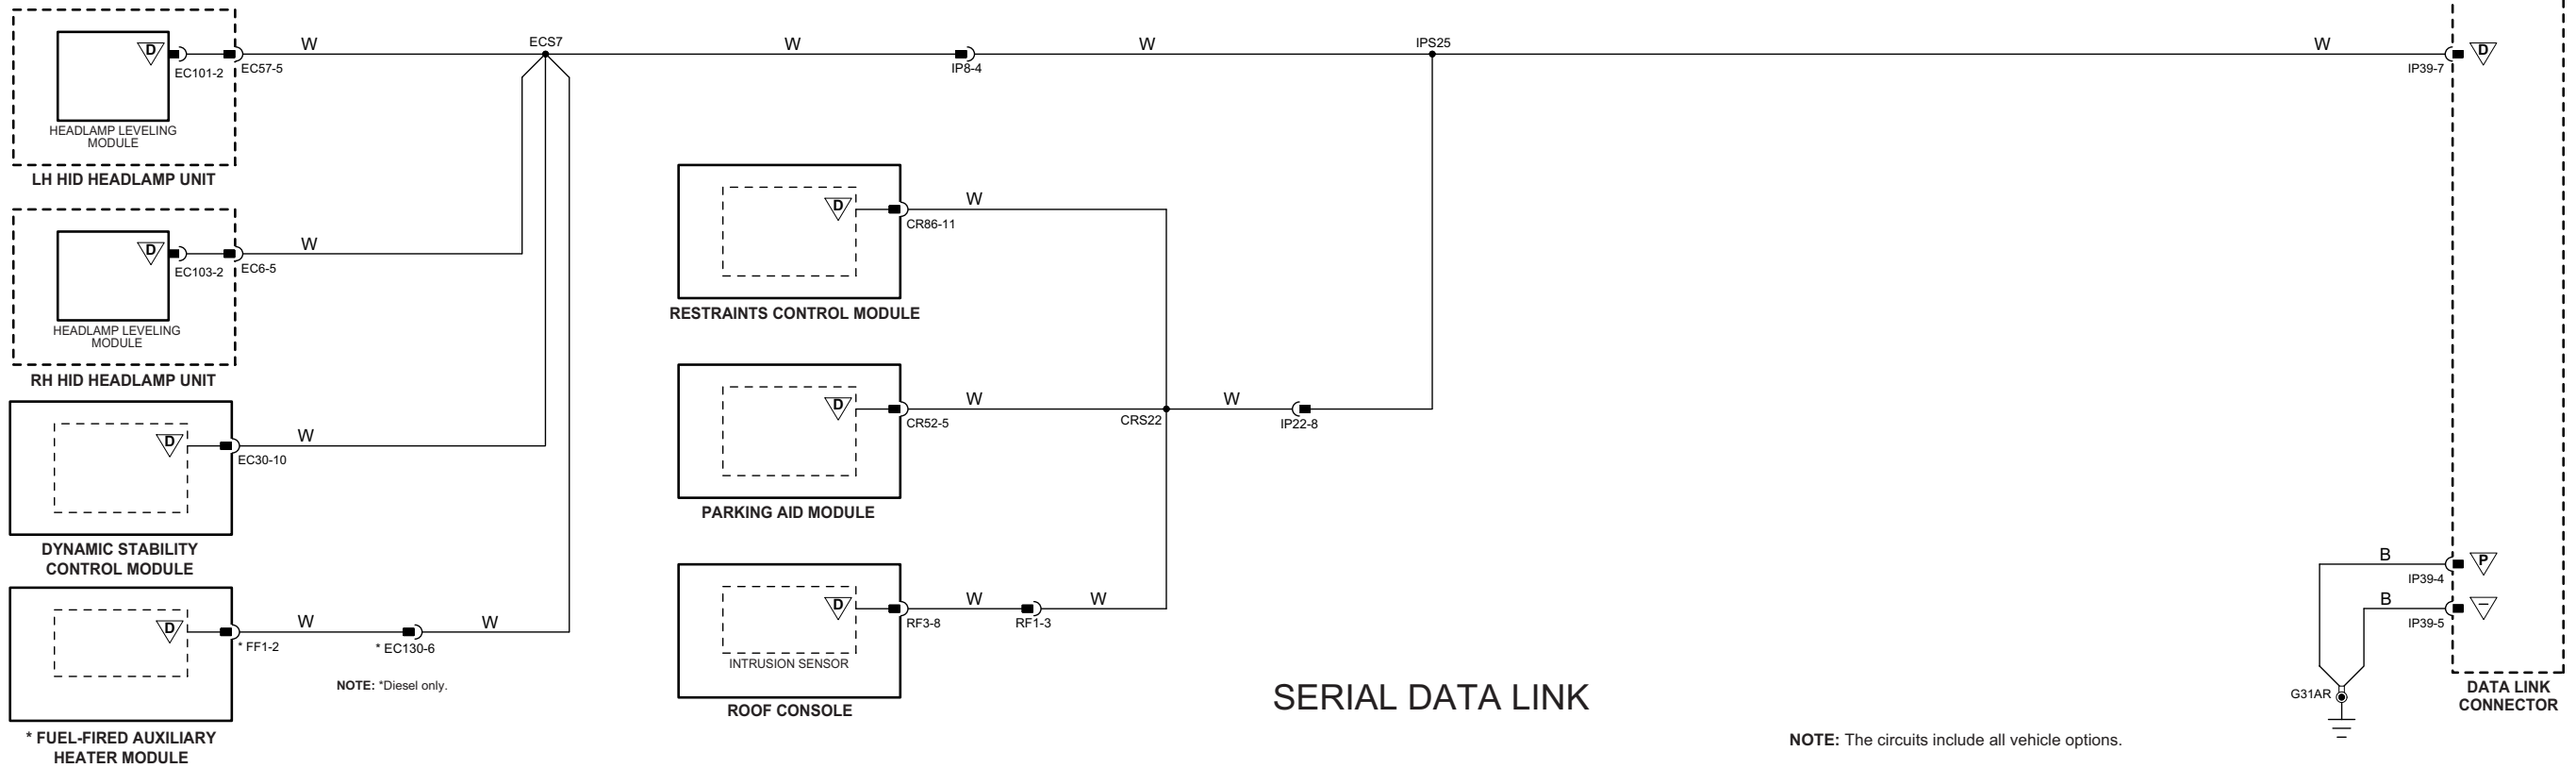 W
ECS7
W
W
IPS25
W
D
EC101-2
EC57-5
IP8-4
IP39-7
D
HEADLAMP LEVELING
MODULE
LH HID HEADLAMP UNIT
D
W
EC103-2
EC6-5
HEADLAMP LEVELING
MODULE
RH HID HEADLAMP UNIT
D
W
EC30-10
DYNAMIC STABILITY
CONTROL MODULE
D
W
W
* FF1-2
* EC130-6
NOTE: *Diesel only.
* FUEL-FIRED AUXILIARY
HEATER MODULE
D
W
CR86-11
RESTRAINTS CONTROL MODULE
D
W
CR52-5
CRS22
W
IP22-8
PARKING AID MODULE
D
W
W
RF3-8
RF1-3
INTRUSION SENSOR
ROOF CONSOLE
SERIAL DATA LINK
B
P
IP39-4
B
–
IP39-5
G31AR
DATA LINK
CONNECTOR
NOTE: The circuits include all vehicle options.